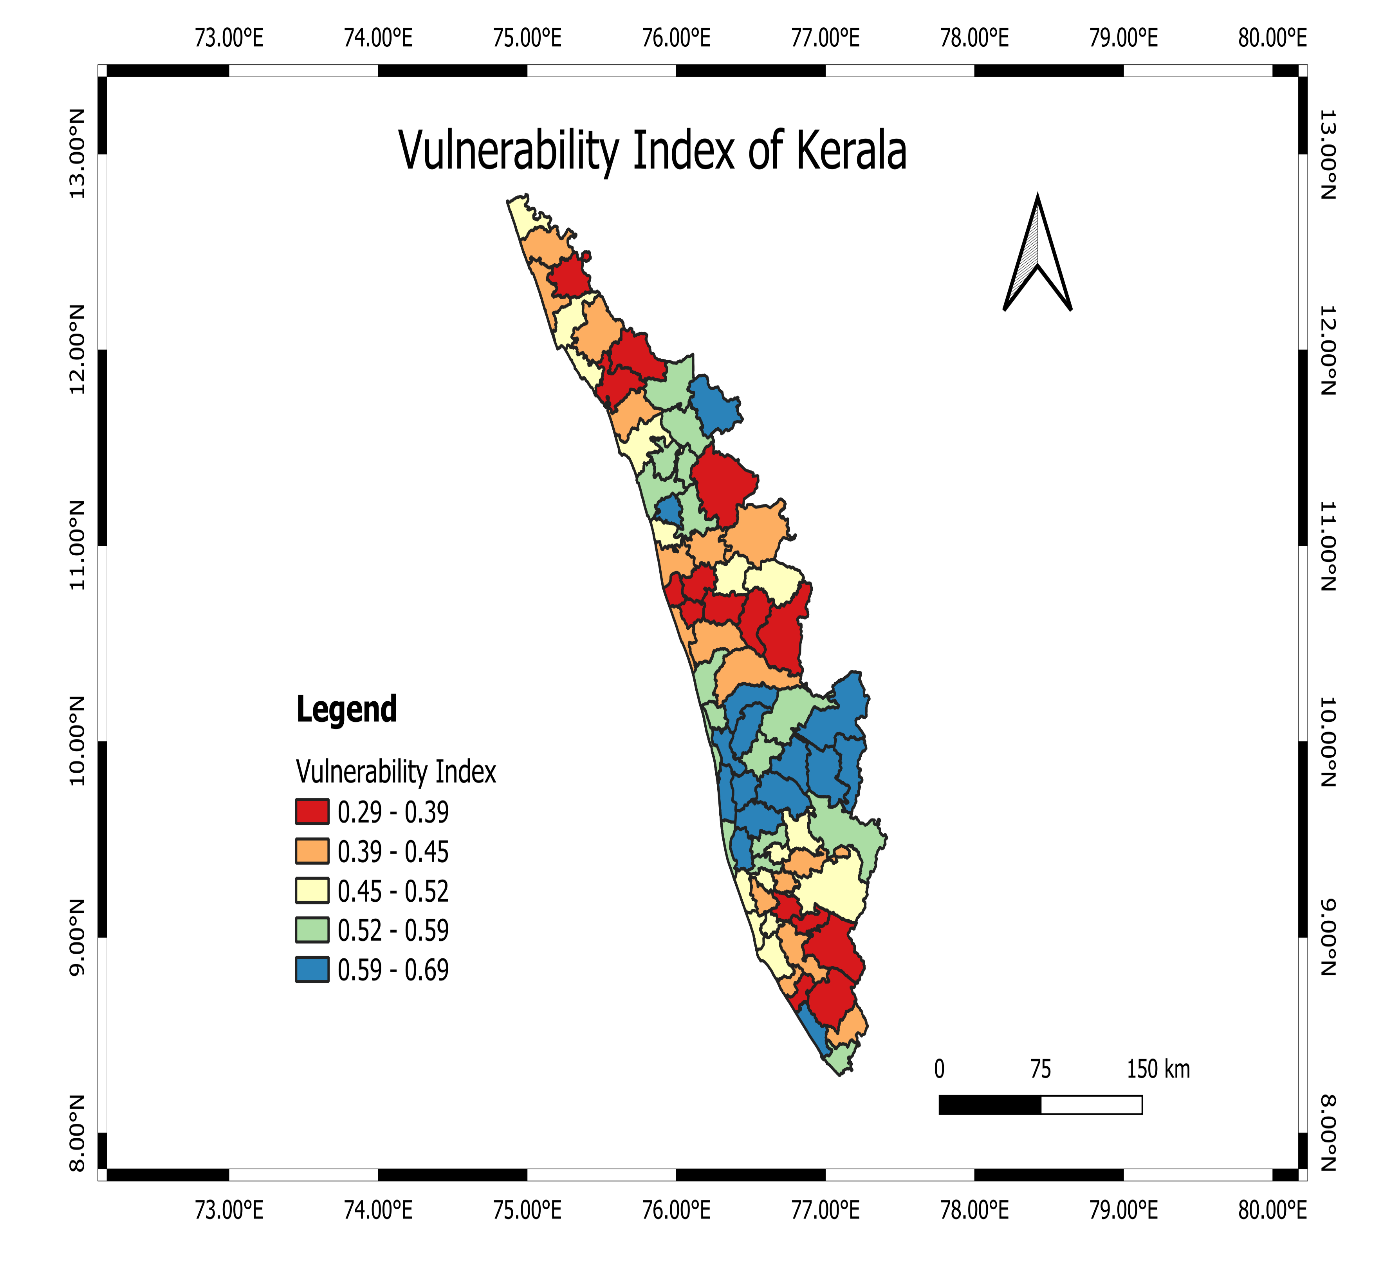 73.00°E 74.00°E 75.00°E 76.00°E 77.00°E 78.00°E 79.00°E 80.00°E
13.00°N 13.00°N
Vulnerability Index of Kerala
12.00°N 12.00°N
11.00°N 11.00°N
Legend
10.00°N 10.00°N
Vulnerability Index
0.29 - 0.39
0.39 - 0.45
0.45 - 0.52
0.52 - 0.59
9.00°N 9.00°N
0.59 - 0.69
0 75 150 km
8.00°N 8.00°N
73.00°E 74.00°E 75.00°E 76.00°E 77.00°E 78.00°E 79.00°E 80.00°E